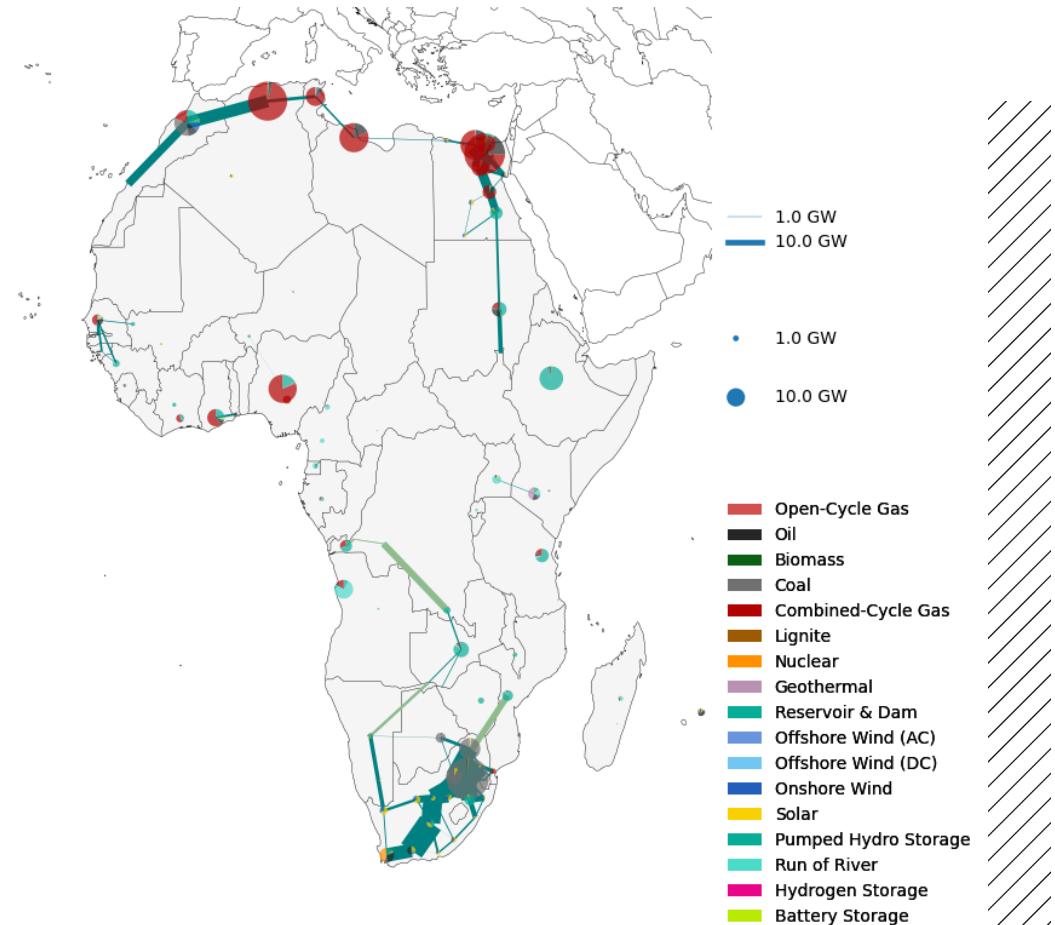 1.0 GW
10.0 GW
1.0 GW
10.0 GW
Open-Cycle Gas
Oil
Biomass
Coal
Combined-Cycle Gas
Lignite
Nuclear
Geothermal
Reservoir & Dam
Offshore Wind (AC)
Offshore Wind (DC)
Onshore Wind
Solar
Pumped Hydro Storage
Run of River
Hydrogen Storage
Battery Storage